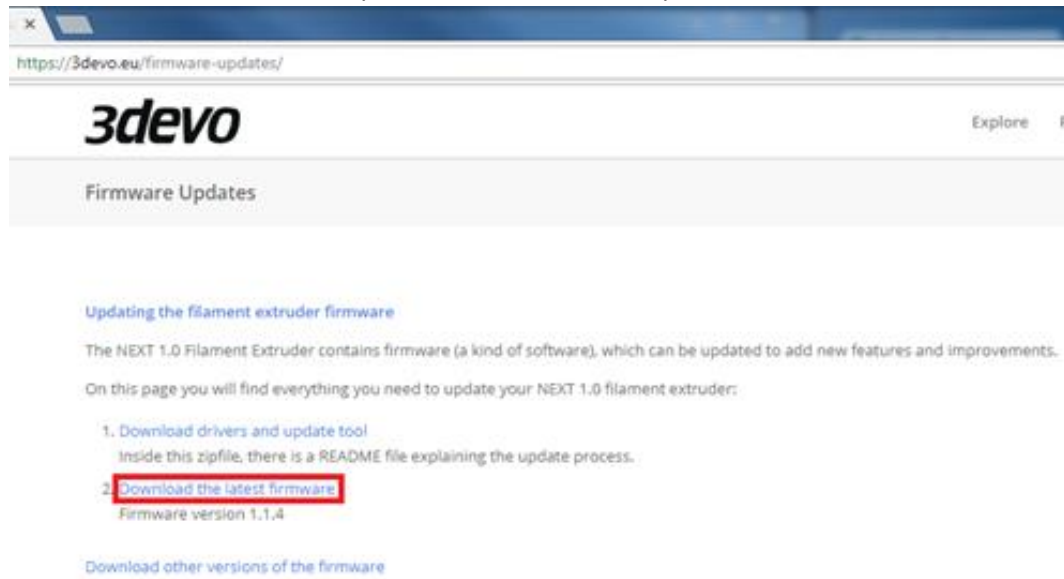 https://3devo.eu/firmware-updates/
3devo
Explore
Firmware Updates
Updating the filament extruder firmware
The NEXT 1.0 Filament Extruder contains firmware (a kind of software), which can be updated to add new features and improvements.
On this page you will find everything you need to update your NEXT 1.0 filament extruder:
1. Download drivers and update tool
Inside this zipfile, there is a README file explaining the update process.
2. Download the latest firmware
Firmware version 1.1.4
Download other versions of the firmware